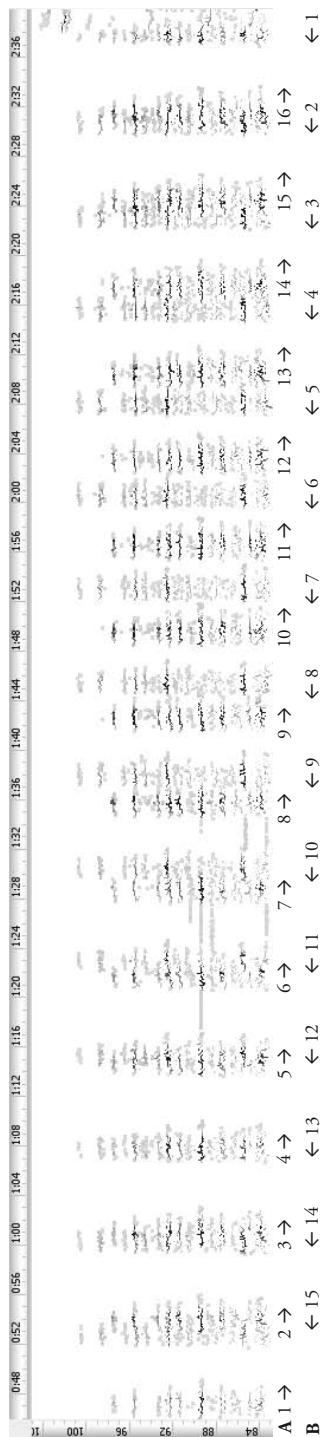 0:48 0:52 0:56 1:00 1:04 1:08 1:12 1:16 1:20 1:24 1:28 1:32 1:36 1:40 1:44 1:48 1:52 1:56 2:00 2:04 2:08 2:12 2:16 2:20 2:24 2:28 2:32 2:36
100
96
92
88
84
A 1 → 2 → 3 → 4 → 5 → 6 → 7 → 8 → 9 → 10 → 11 → 12 → 13 → 14 → 15 → 16 →
B ← 15 ← 14 ← 13 ← 12 ← 11 ← 10 ← 9 ← 8 ← 7 ← 6 ← 5 ← 4 ← 3 ← 2 ← 1